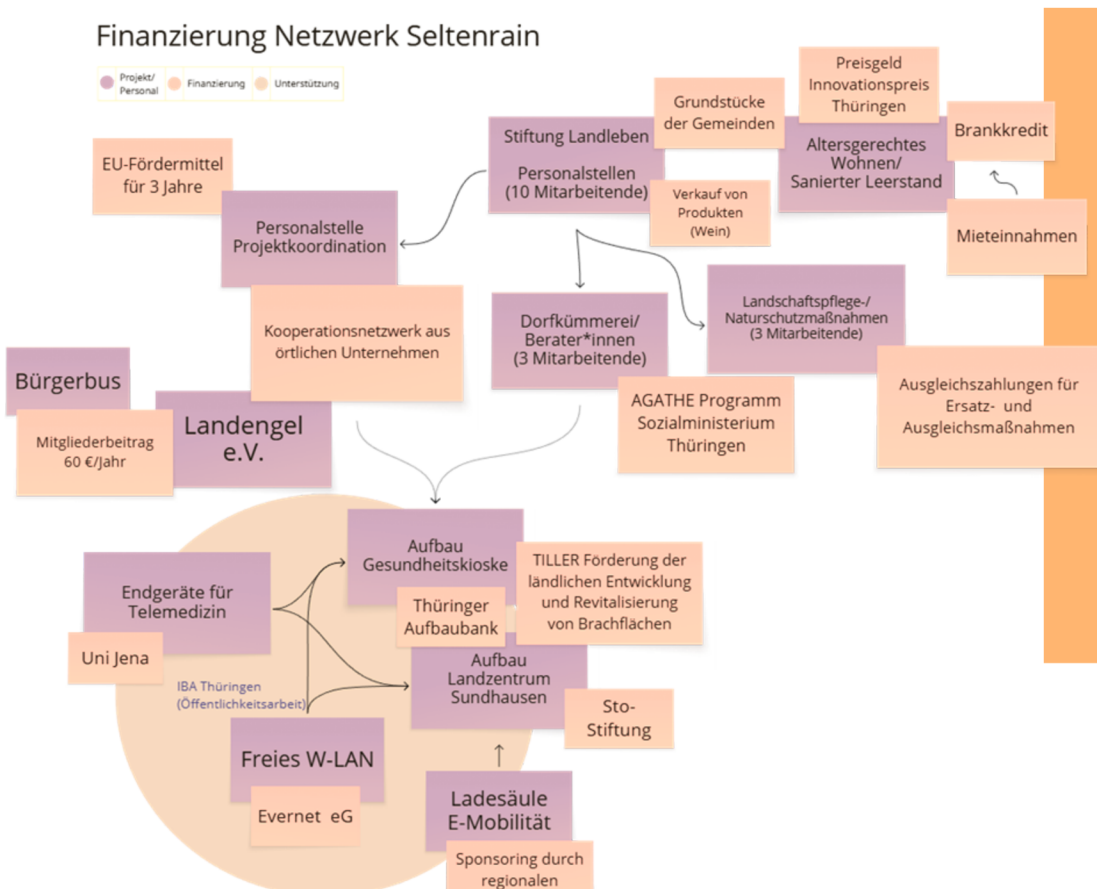 Finanzierung Netzwerk Seltenrain
Projekt/
Personal
Finanzierung
Unterstützung
Preisgeld
Innovationspreis
Thüringen
Grundstücke
der Gemeinden
Brankkredit
Stiftung Landleben
Personalstellen
(10 Mitarbeitende)
Altersgerechtes
Wohnen/
Sanierter Leerstand
EU-Fördermittel
für 3 Jahre
Verkauf von
Produkten
(Wein)
Mieteinnahmen
Personalstelle
Projektkoordination
Dorfkümmerei/
Berater*innen
(3 Mitarbeitende)
Landschaftspflege-/
Naturschutzmaßnahmen
(3 Mitarbeitende)
Kooperationsnetzwerk aus
örtlichen Unternehmen
Bürgerbus
Mitgliederbeitrag
60 €/Jahr
Landengel
e.V.
AGATHE Programm
Sozialministerium
Thüringen
Ausgleichszahlungen für
Ersatz- und
Ausgleichsmaßnahmen
Aufbau
Gesundheitskioske
TILLER Förderung der
ländlichen Entwicklung
und Revitalisierung
von Brachflächen
Endgeräte für
Telemedizin
Thüringer
Aufbaubank
Uni Jena
Aufbau
Landzentrum
Sundhausen
IBA Thüringen
(Öffentlichkeitsarbeit)
Sto-
Stiftung
Freies W-LAN
Evernet eG
Ladesäule
E-Mobilität
Sponsoring durch
regionalen